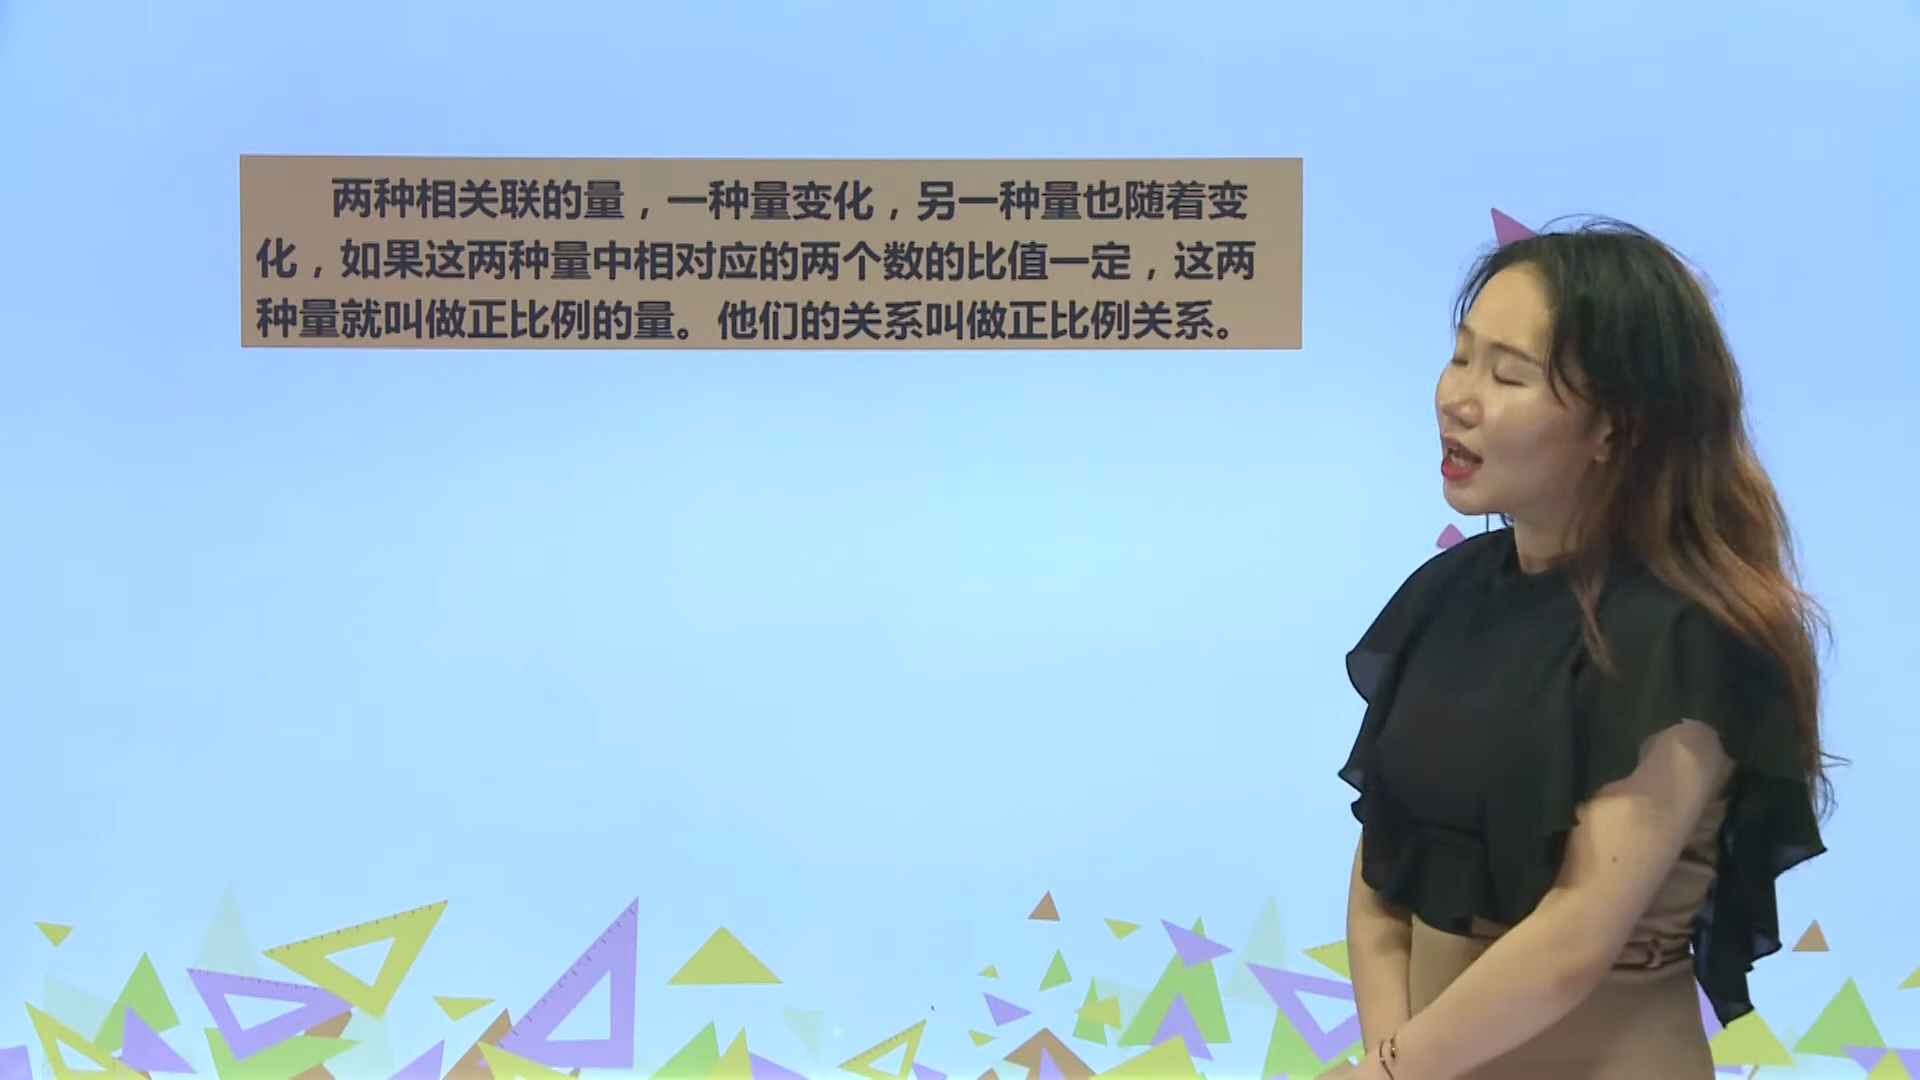 两种相关联的量，一种量变化，另一种量也随着变
化，如果这两种量中相对应的两个数的比值一定，这两
种量就叫做正比例的量。他们的关系叫做正比例关系。